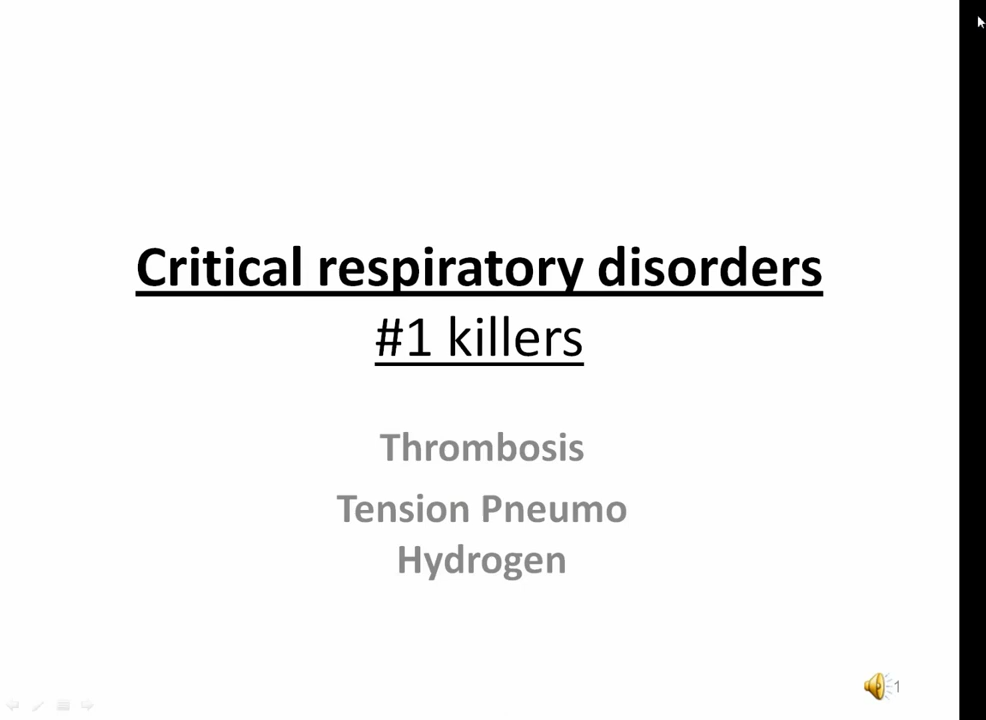 Critical respiratory disorders
#1 killers
Thrombosis
Tension Pneumo
Hydrogen
1